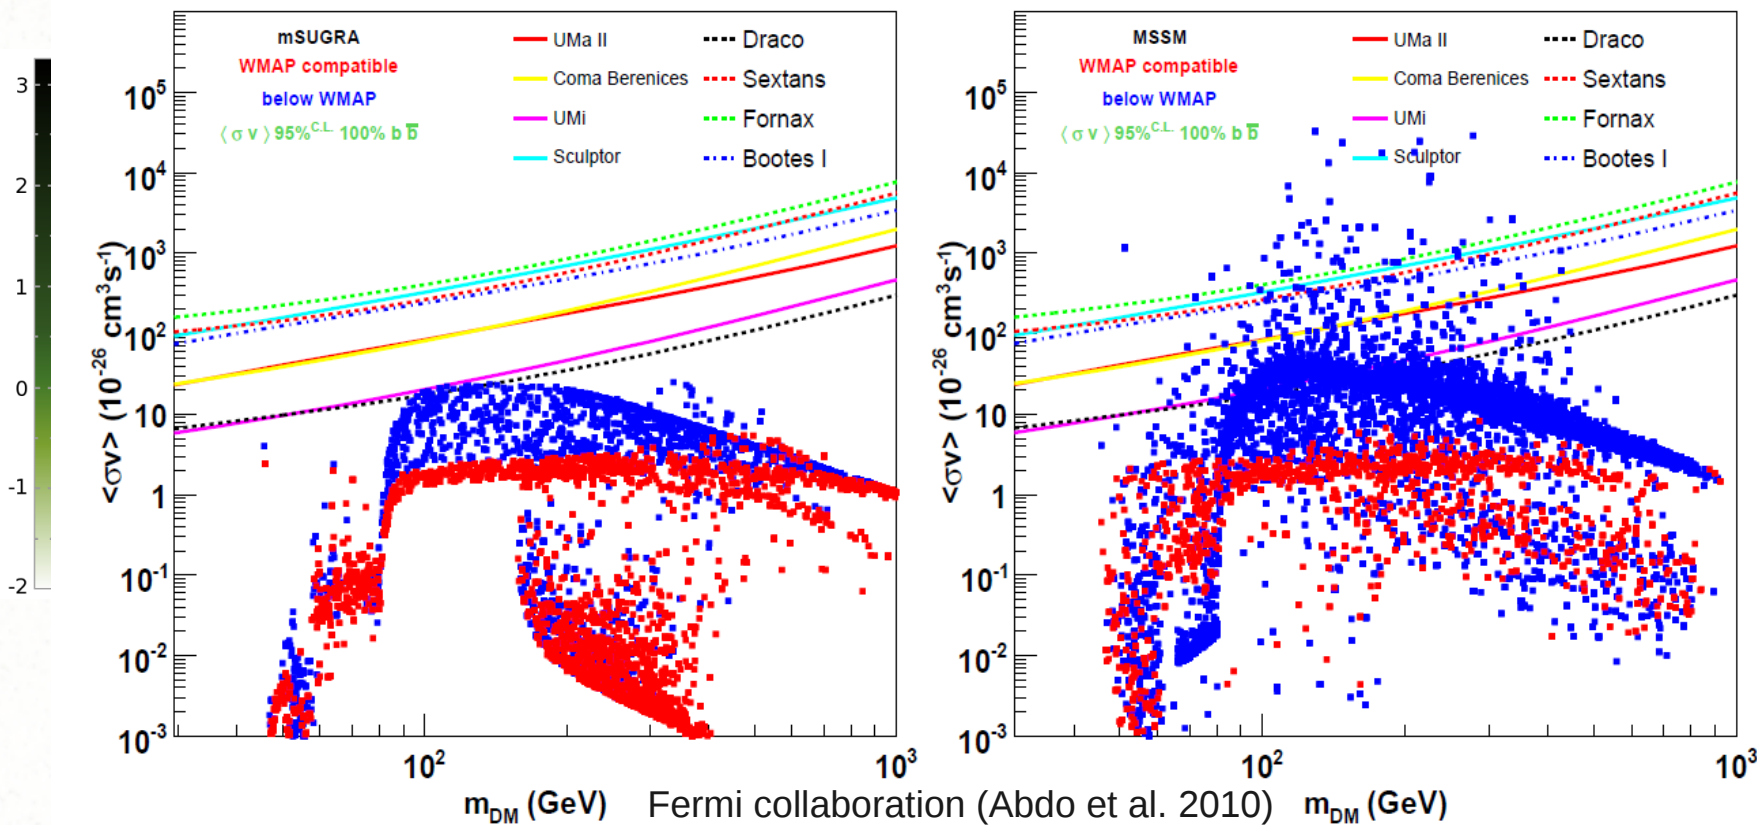 3
2
1
0
-1
-2
mSUGRA
WMAP compatible
below WMAP
⟨ σ v ⟩ 95%^C.L. 100% b b̅
UMa II
Coma Berenices
UMi
Sculptor
Draco
Sextans
Fornax
Bootes I
<σv> (10^-26 cm^3s^-1)
10^5
10^4
10^3
10^2
10
1
10^-1
10^-2
10^-3
10^2
10^3
m_DM (GeV)
MSSM
WMAP compatible
below WMAP
⟨ σ v ⟩ 95%^C.L. 100% b b̅
UMa II
Coma Berenices
UMi
Sculptor
Draco
Sextans
Fornax
Bootes I
<σv> (10^-26 cm^3s^-1)
10^5
10^4
10^3
10^2
10
1
10^-1
10^-2
10^-3
10^2
10^3
m_DM (GeV)
Fermi collaboration (Abdo et al. 2010)